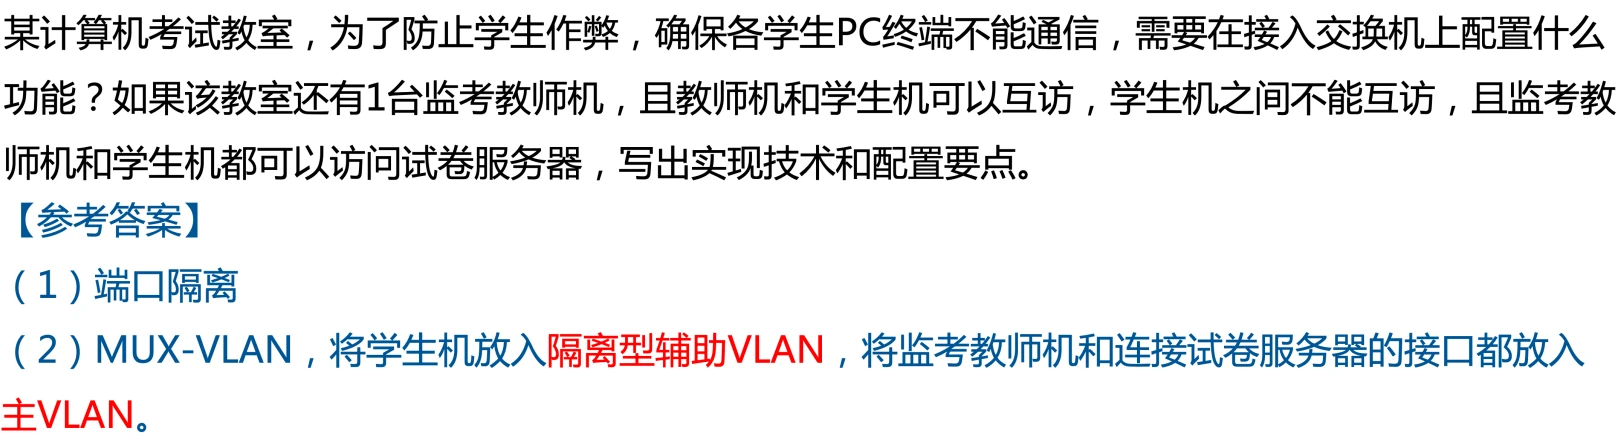 某计算机考试教室，为了防止学生作弊，确保各学生PC终端不能通信，需要在接入交换机上配置什么
功能？如果该教室还有1台监考教师机，且教师机和学生机可以互访，学生机之间不能互访，且监考教
师机和学生机都可以访问试卷服务器，写出实现技术和配置要点。
【参考答案】
（1）端口隔离
（2）MUX-VLAN，将学生机放入隔离型辅助VLAN，将监考教师机和连接试卷服务器的接口都放入
主VLAN。